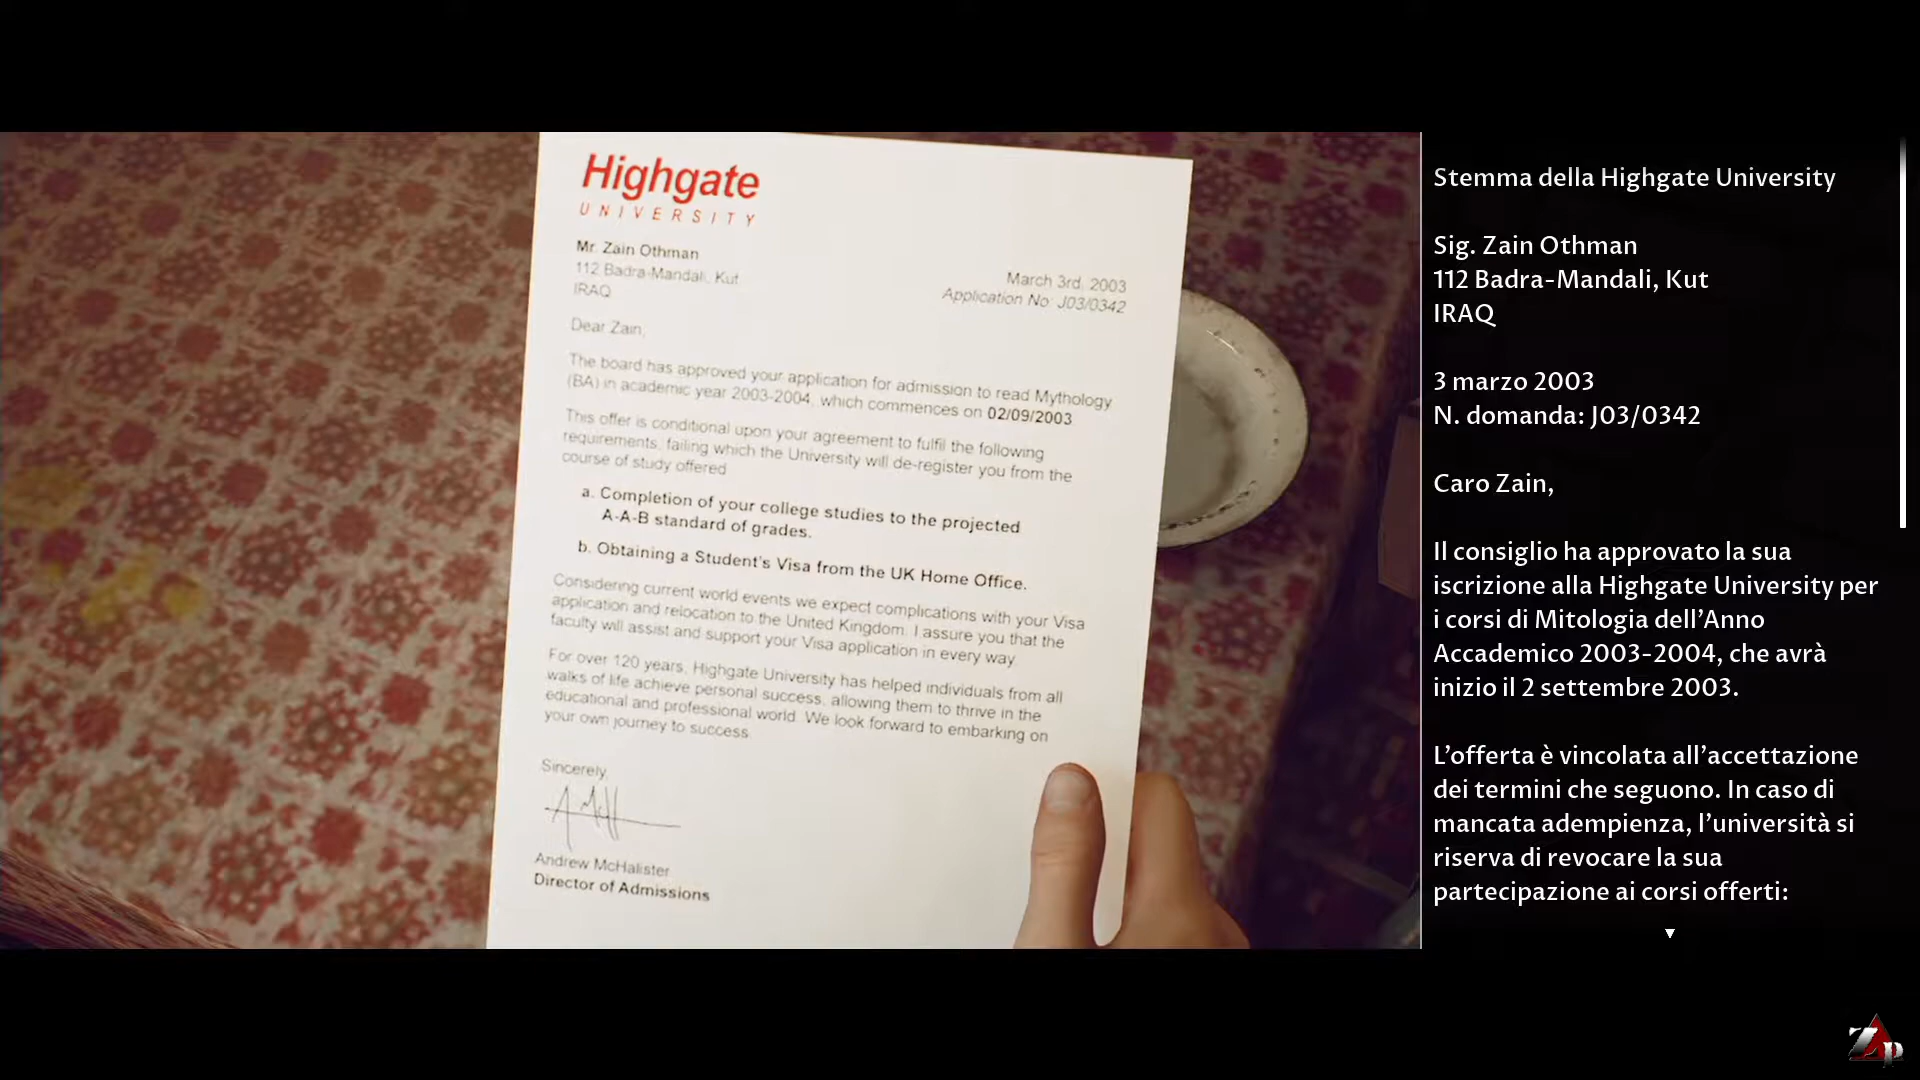 Highgate
UNIVERSITY
Mr. Zain Othman
112 Badra-Mandali, Kut
IRAQ
March 3rd, 2003
Application No: J03/0342
Dear Zain,
The board has approved your application for admission to read Mythology
(BA) in academic year 2003-2004, which commences on 02/09/2003
This offer is conditional upon your agreement to fulfil the following
requirements, failing which the University will de-register you from the
course of study offered
a. Completion of your college studies to the projected
A-A-B standard of grades.
b. Obtaining a Student's Visa from the UK Home Office.
Considering current world events we expect complications with your Visa
application and relocation to the United Kingdom. I assure you that the
faculty will assist and support your Visa application in every way.
For over 120 years, Highgate University has helped individuals from all
walks of life achieve personal success, allowing them to thrive in the
educational and professional world. We look forward to embarking on
your own journey to success.
Sincerely,
Andrew McHalister
Director of Admissions
Stemma della Highgate University
Sig. Zain Othman
112 Badra-Mandali, Kut
IRAQ
3 marzo 2003
N. domanda: J03/0342
Caro Zain,
Il consiglio ha approvato la sua
iscrizione alla Highgate University per
i corsi di Mitologia dell'Anno
Accademico 2003-2004, che avrà
inizio il 2 settembre 2003.
L'offerta è vincolata all'accettazione
dei termini che seguono. In caso di
mancata adempienza, l'università si
riserva di revocare la sua
partecipazione ai corsi offerti:
ZAp